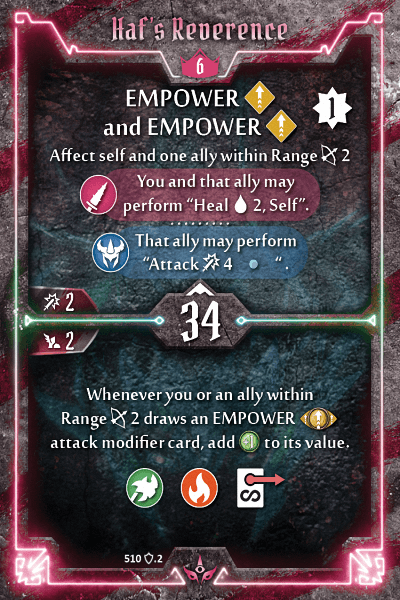 Haf's Reverence
6
EMPOWER
and EMPOWER
1
Affect self and one ally within Range 2
You and that ally may
perform “Heal 2, Self”.
That ally may perform
“Attack 4 “.
2
34
2
Whenever you or an ally within
Range 2 draws an EMPOWER
attack modifier card, add 1 to its value.
S
510 .2